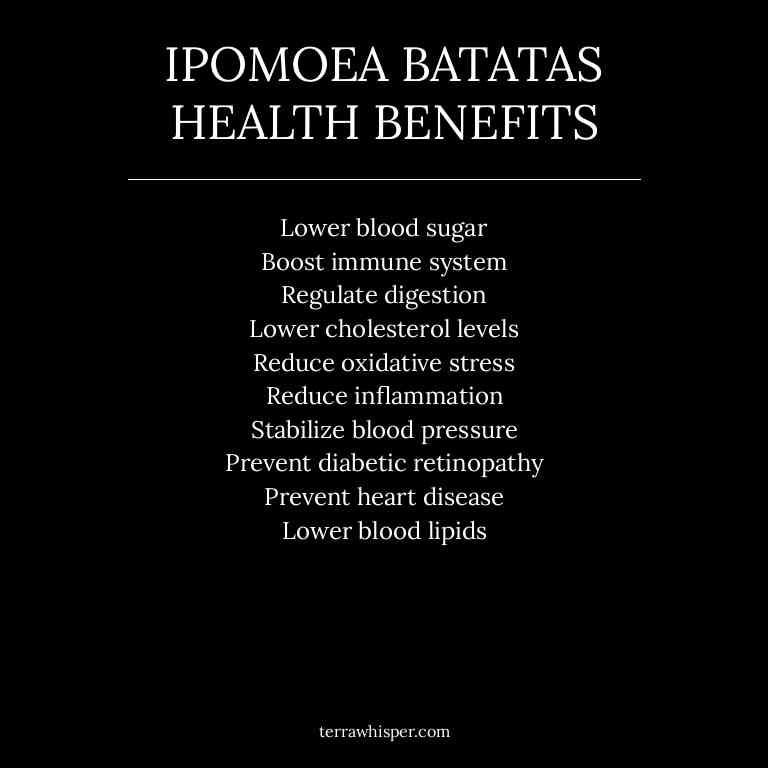 IPOMOEA BATATAS
HEALTH BENEFITS
Lower blood sugar
Boost immune system
Regulate digestion
Lower cholesterol levels
Reduce oxidative stress
Reduce inflammation
Stabilize blood pressure
Prevent diabetic retinopathy
Prevent heart disease
Lower blood lipids
terrawhisper.com